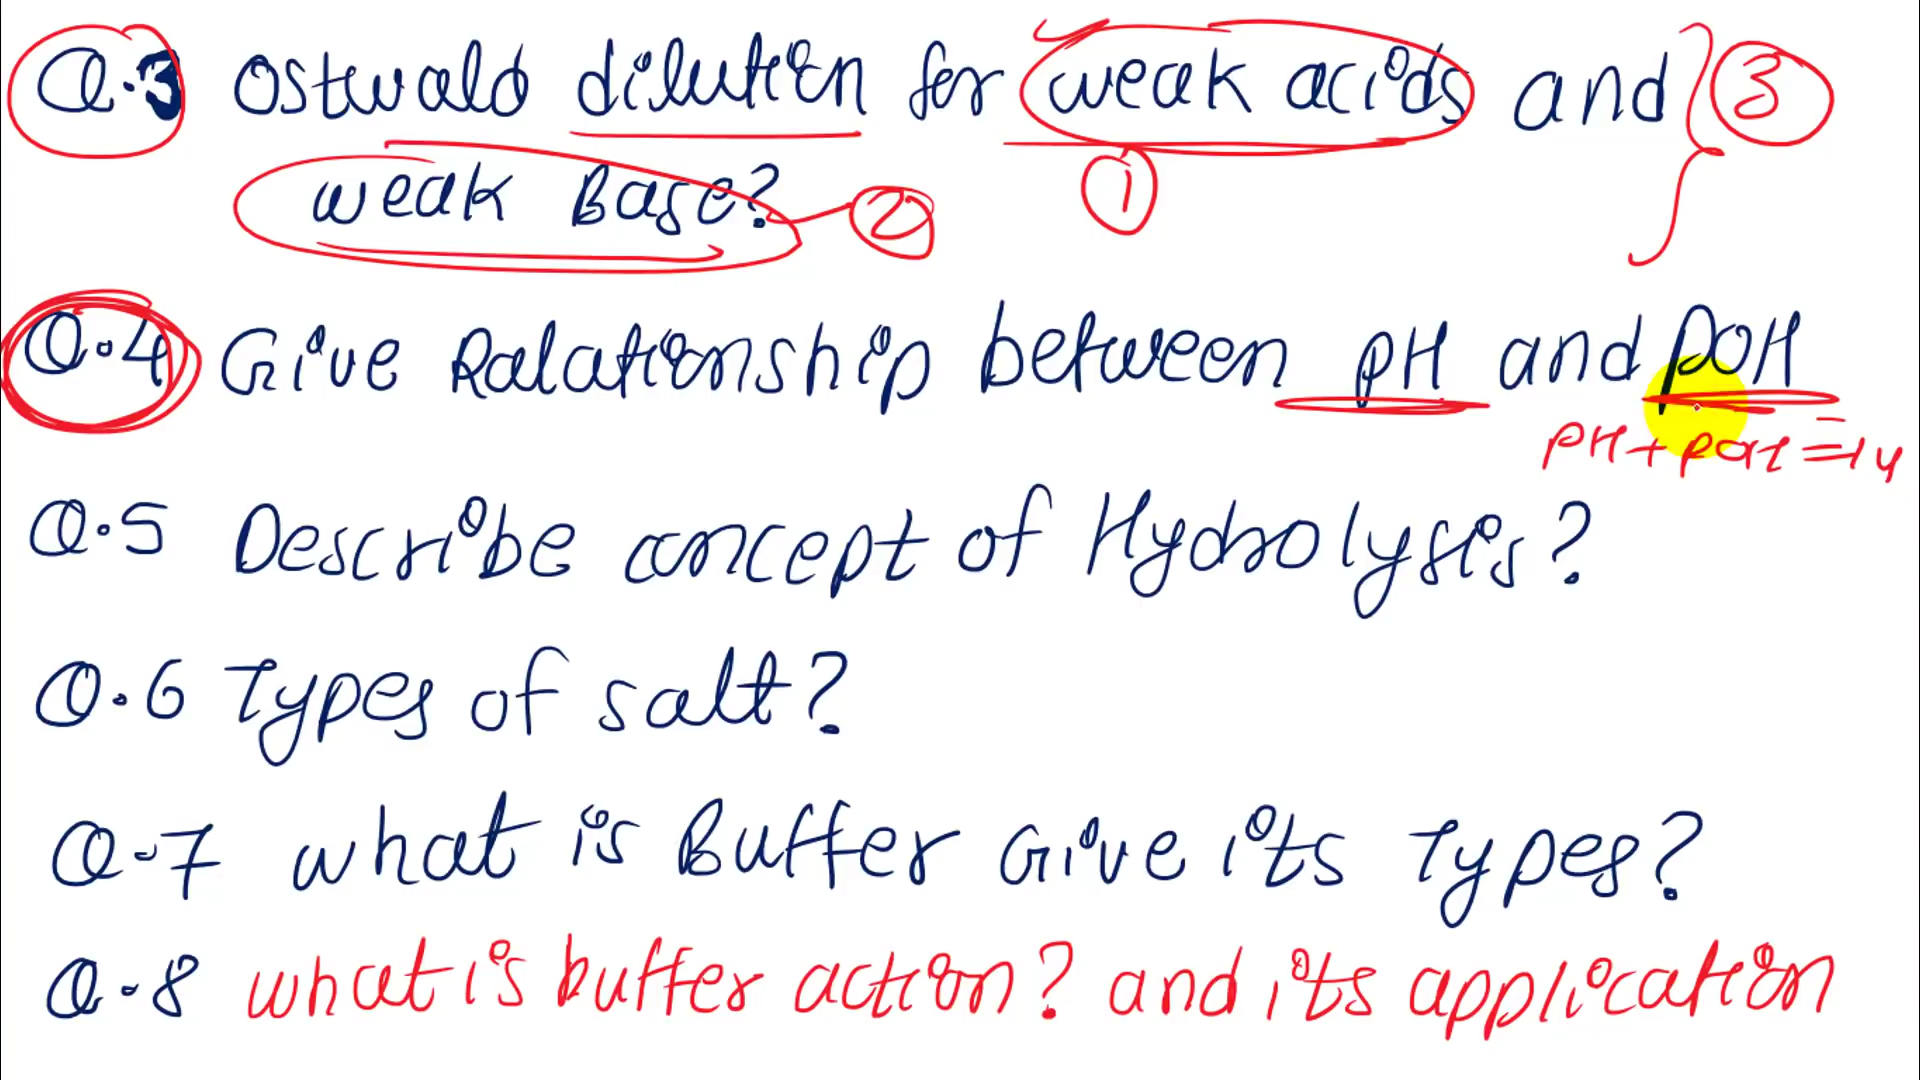 Q.3 Ostwald dilution for weak acids and 3
weak Base? 2 1
Q.4 Give Ralationship between pH and pOH
pH + pOH = 14
Q.5 Describe concept of Hydrolysis?
Q.6 Types of salt?
Q.7 what is Buffer Give its Types?
Q.8 what is buffer action? and its application